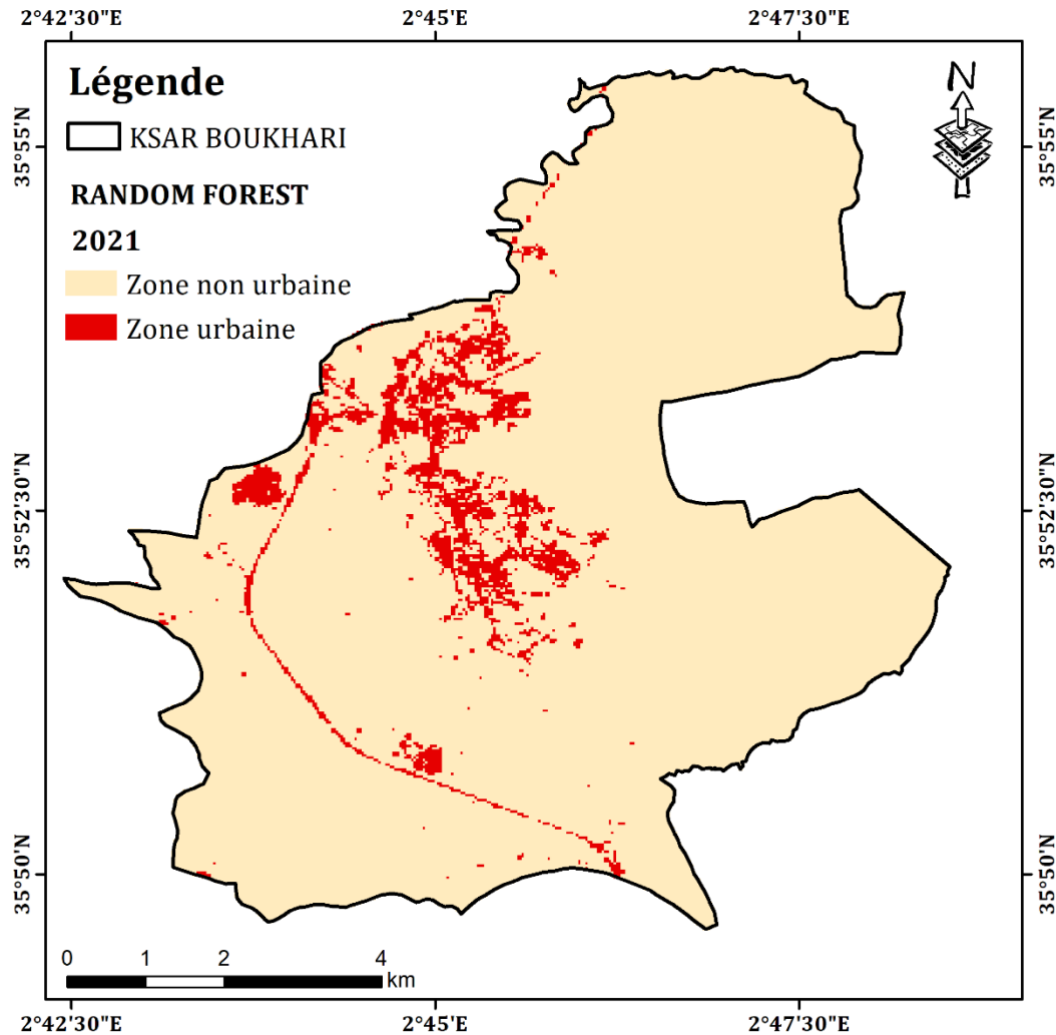 2°42'30"E
2°45'E
2°47'30"E
Légende
KSAR BOUKHARI
RANDOM FOREST
2021
Zone non urbaine
Zone urbaine
N
35°55'N
35°55'N
35°52'30"N
35°52'30"N
35°50'N
35°50'N
0 1 2 4
km
2°42'30"E
2°45'E
2°47'30"E